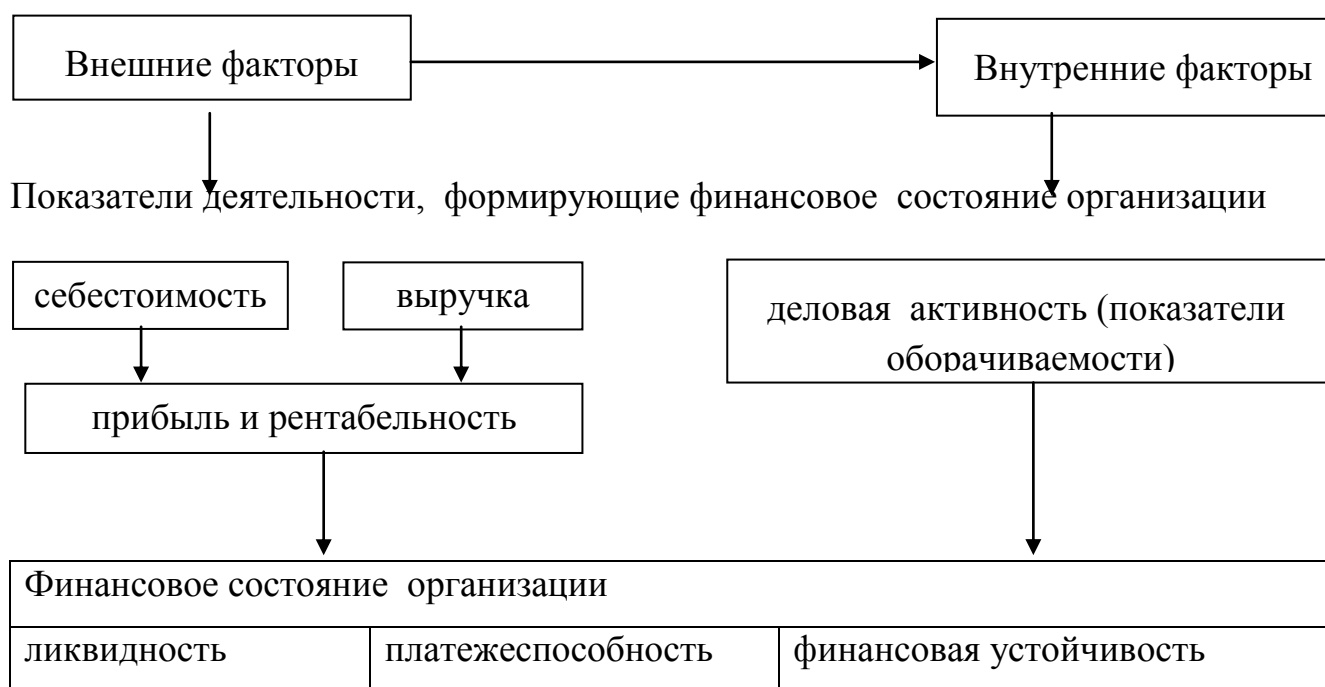 Внешние факторы
Внутренние факторы
Показатели деятельности, формирующие финансовое состояние организации
себестоимость
выручка
деловая активность (показатели
оборачиваемости)
прибыль и рентабельность
Финансовое состояние организации
ликвидность
платежеспособность
финансовая устойчивость